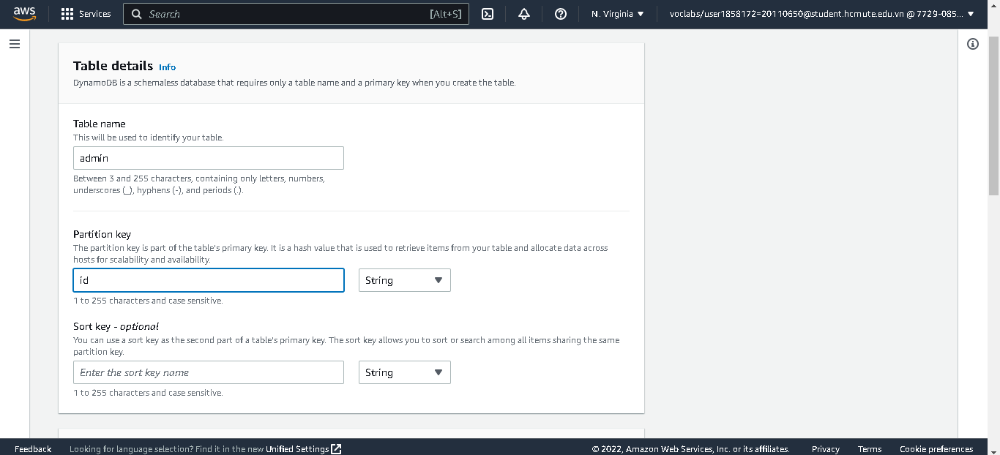 aws
Services
Search [Alt+S]
N. Virginia
voclabs/user1858172=20110650@student.hcmute.edu.vn @ 7729-085...
Table details Info
DynamoDB is a schemaless database that requires only a table name and a primary key when you create the table.
Table name
This will be used to identify your table.
admin
Between 3 and 255 characters, containing only letters, numbers,
underscores (_), hyphens (-), and periods (.).
Partition key
The partition key is part of the table's primary key. It is a hash value that is used to retrieve items from your table and allocate data across
hosts for scalability and availability.
id String
1 to 255 characters and case sensitive.
Sort key - optional
You can use a sort key as the second part of a table's primary key. The sort key allows you to sort or search among all items sharing the same
partition key.
Enter the sort key name String
1 to 255 characters and case sensitive.
Feedback
Looking for language selection? Find it in the new Unified Settings
© 2022, Amazon Web Services, Inc. or its affiliates.
Privacy
Terms
Cookie preferences